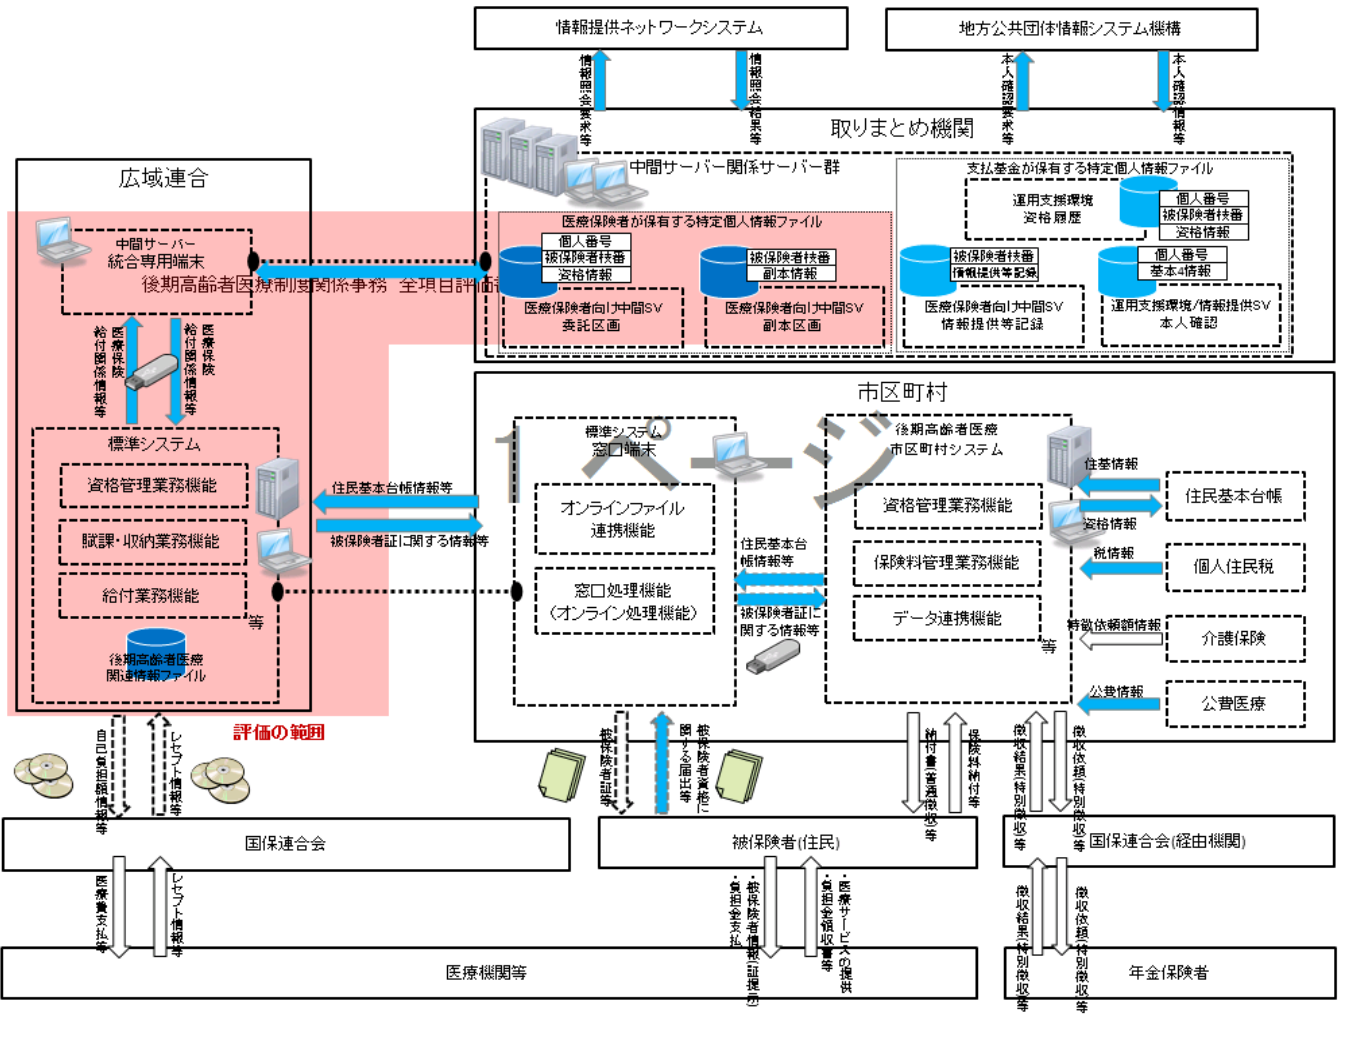 情報提供ネットワークシステム
地方公共団体情報システム機構
情報照会要求等
情報照会結果等
本人確認要求等
本人確認情報等
取りまとめ機関
中間サーバー関係サーバー群
支払基金が保有する特定個人情報ファイル
運用支援環境
資格履歴
個人番号
被保険者枝番
資格情報
医療保険者が保有する特定個人情報ファイル
個人番号
被保険者枝番
資格情報
医療保険者向け中間SV
委託区画
被保険者枝番
副本情報
医療保険者向け中間SV
副本区画
被保険者枝番
情報提供等記録
医療保険者向け中間SV
情報提供等記録
個人番号
基本4情報
運用支援環境/情報提供SV
本人確認
広域連合
中間サーバー
統合専用端末
後期高齢者医療制度関係事務 全項目評価書
医療保険
給付関係情報等
医療保険
給付関係情報等
標準システム
資格管理業務機能
賦課・収納業務機能
給付業務機能
等
後期高齢者医療
関連情報ファイル
評価の範囲
住民基本台帳情報等
被保険者証に関する情報等
市区町村
1 ページ
標準システム
窓口端末
オンラインファイル
連携機能
窓口処理機能
(オンライン処理機能)
住民基本台
帳情報等
被保険者証に
関する情報等
後期高齢者医療
市区町村システム
資格管理業務機能
保険料管理業務機能
データ連携機能
等
住基情報
資格情報
住民基本台帳
税情報
個人住民税
特徴依頼額情報
介護保険
公費情報
公費医療
自己負担額情報等
レセプト情報等
被保険者証等
被保険者資格に
関する届出等
納付書(普通徴収)等
保険料納付等
徴収結果(特別徴収)等
徴収依頼(特別徴収)等
国保連合会
被保険者(住民)
国保連合会(経由機関)
医療費支払等
レセプト情報等
・被保険者情報(証提示)
・負担金支払
・医療サービスの提供
・負担金領収書等
徴収結果(特別徴収)等
徴収依頼(特別徴収)等
医療機関等
年金保険者